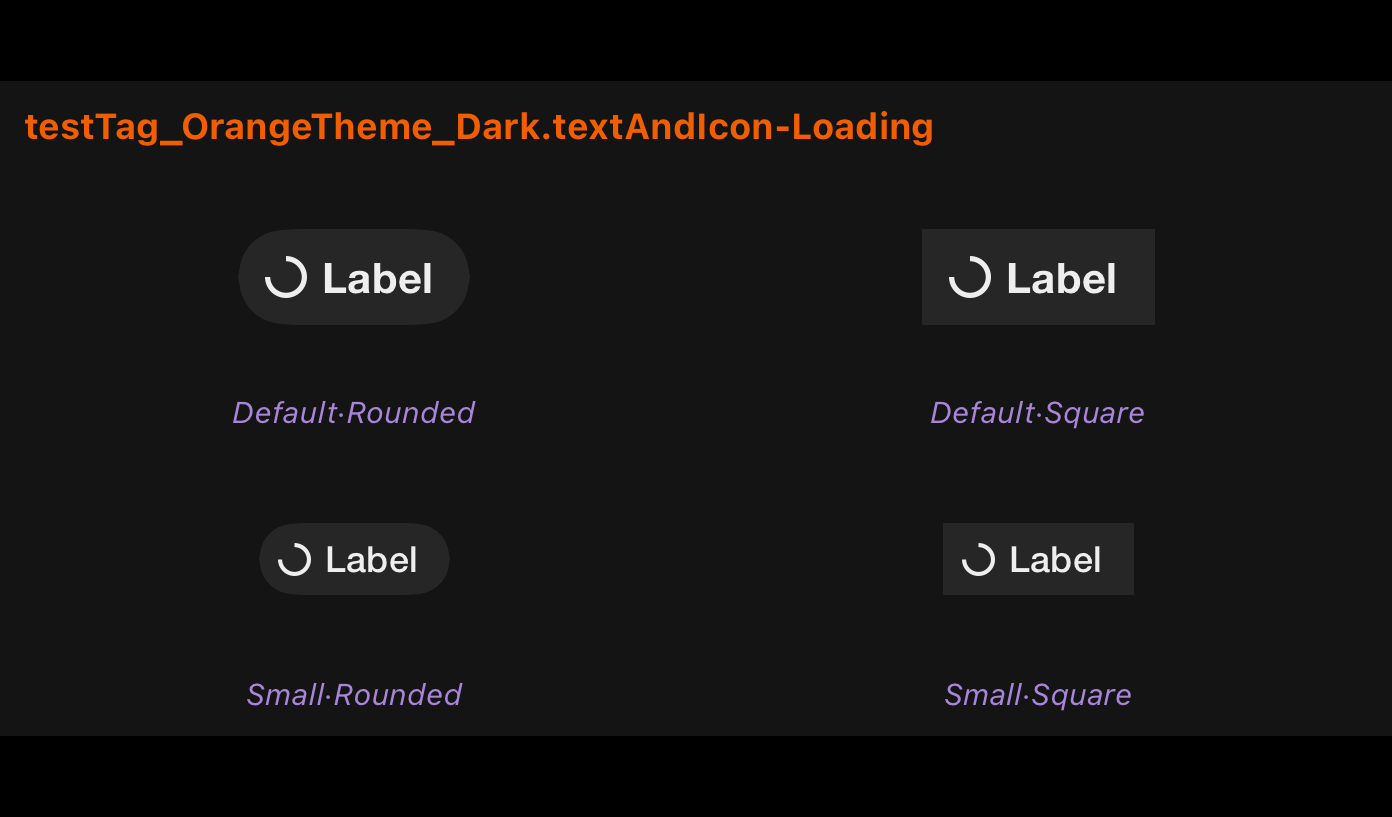 testTag_OrangeTheme_Dark.textAndIcon-Loading
Label
Label
Default·Rounded
Default·Square
Label
Label
Small·Rounded
Small·Square